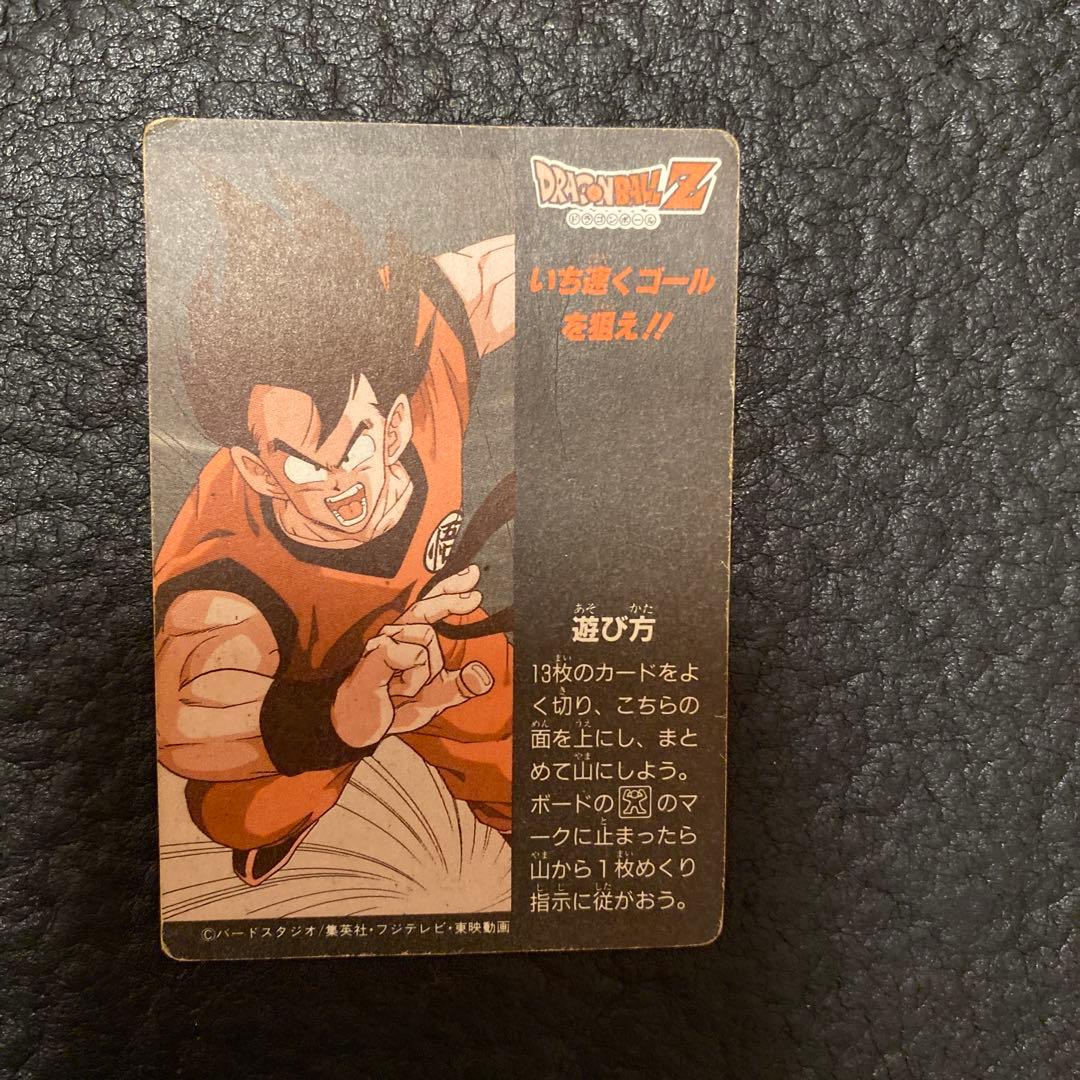 DRAGON BALL Z
ドラゴンボール
いち速くゴール
を狙え!!
悟
遊び方
13枚のカードをよ
く切り、こちらの
面を上にし、まと
めて山にしよう。
ボードの のマ
ークに止まったら
山から1枚めくり
指示に従がおう。
©バードスタジオ/集英社・フジテレビ・東映動画